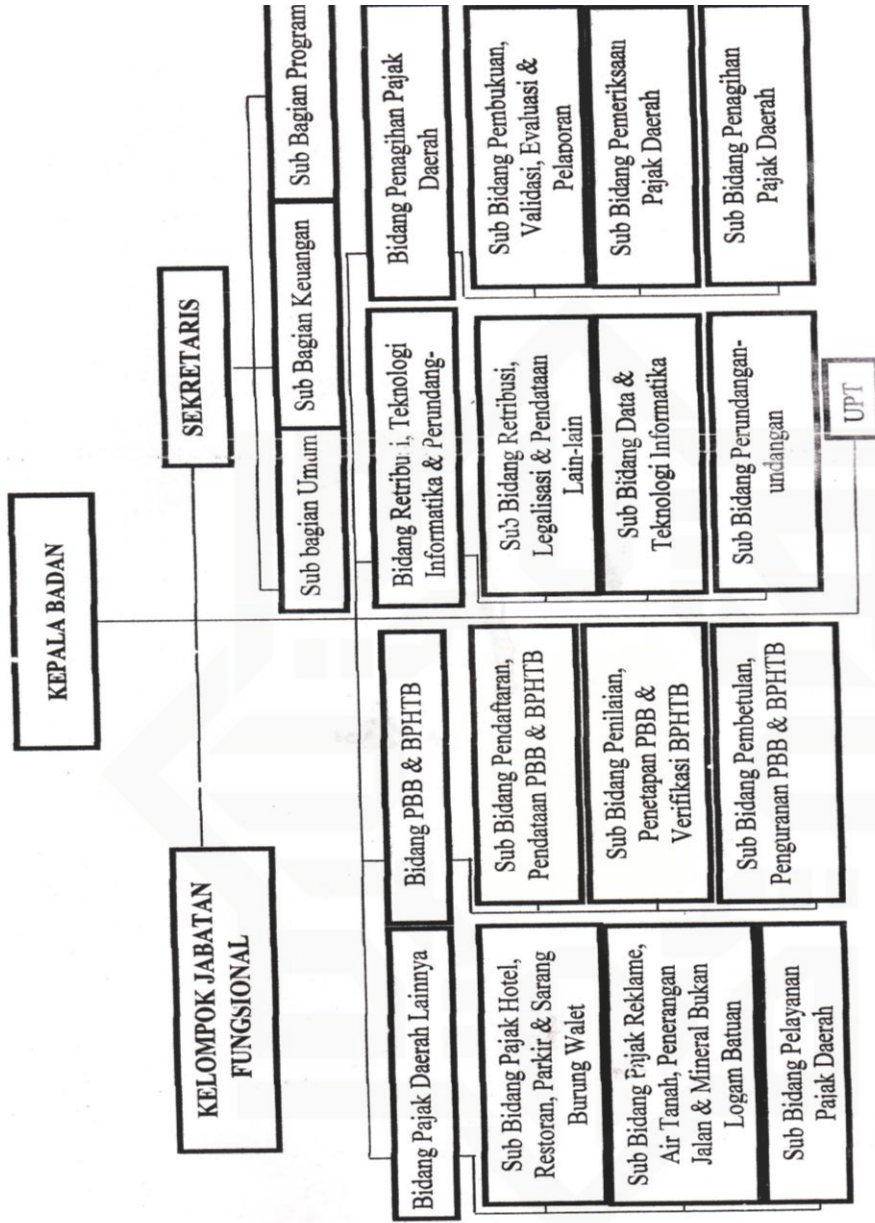 KEPALA BADAN
KELOMPOK JABATAN
FUNGSIONAL
SEKRETARIS
Sub bagian Umum
Sub Bagian Keuangan
Sub Bagian Program
Bidang Pajak Daerah Lainnya
Bidang PBB & BPHTB
Bidang Retribusi, Teknologi
Informatika & Perundang-
Bidang Penagihan Pajak
Daerah
Sub Bidang Pajak Hotel,
Restoran, Parkir & Sarang
Burung Walet
Sub Bidang Pajak Reklame,
Air Tanah, Penerangan
Jalan & Mineral Bukan
Logam Batuan
Sub Bidang Pelayanan
Pajak Daerah
Sub Bidang Pendaftaran,
Pendataan PBB & BPHTB
Sub Bidang Penilaian,
Penetapan PBB &
Verifikasi BPHTB
Sub Bidang Pembetulan,
Penguranan PBB & BPHTB
Sub Bidang Retribusi,
Legalisasi & Pendataan
Lain-lain
Sub Bidang Data &
Teknologi Informatika
Sub Bidang Perundangan-
undangan
Sub Bidang Pembukuan,
Validasi, Evaluasi &
Pelaporan
Sub Bidang Pemeriksaan
Pajak Daerah
Sub Bidang Penagihan
Pajak Daerah
UPT